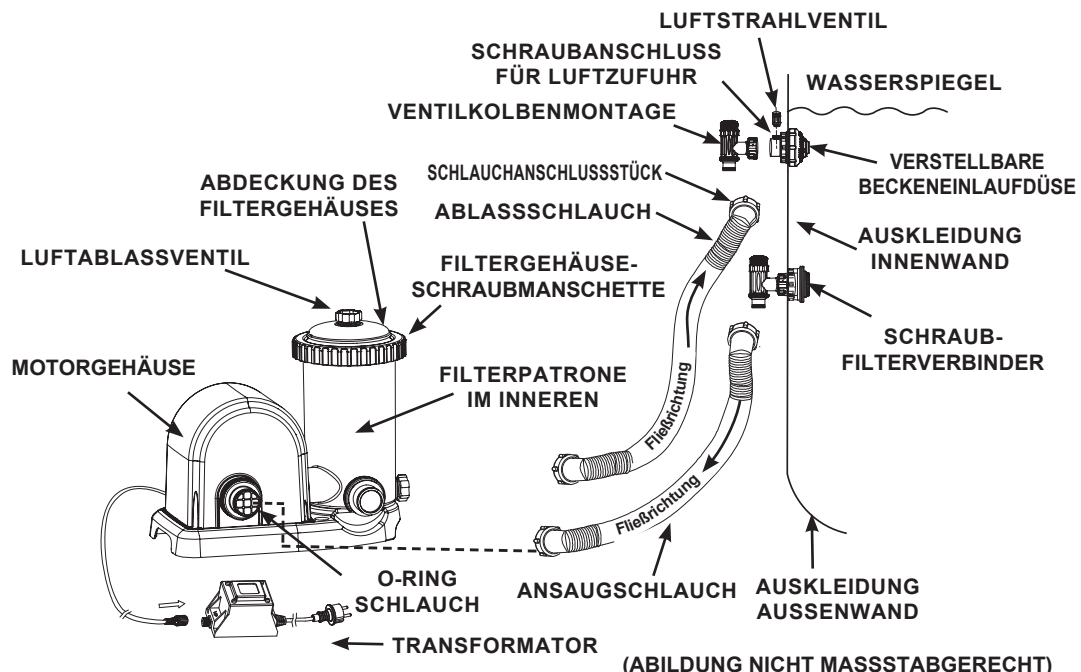 LUFTSTRAHLVENTIL
SCHRAUBANSCHLUSS
FÜR LUFTZUFUHR
WASSERSPIEGEL
VENTILKOLBENMONTAGE
VERSTELLBARE
BECKENEINLAUFDÜSE
SCHLAUCHANSCHLUSSSTÜCK
ABLASSSCHLAUCH
ABDECKUNG DES
FILTERGEHÄUSES
LUFTABLASSVENTIL
FILTERGEHÄUSE-
SCHRAUBMANSCHETTE
AUSKLEIDUNG
INNENWAND
SCHRAUB-
FILTERVERBINDER
MOTORGEHÄUSE
FILTERPATRONE
IM INNEREN
Fließrichtung
Fließrichtung
O-RING
SCHLAUCH
ANSAUGSCHLAUCH
AUSKLEIDUNG
AUSSENWAND
TRANSFORMATOR
(ABILDUNG NICHT MASSSTABGERECHT)